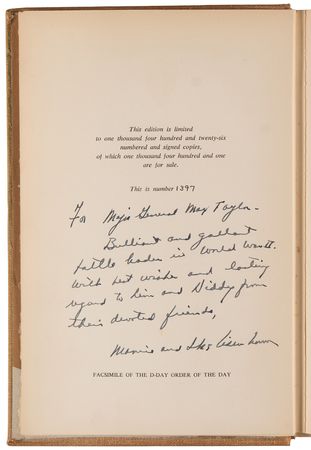 This edition is limited
to one thousand four hundred and twenty-six
numbered and signed copies,
of which one thousand four hundred and one
are for sale.
This is number 1397
For Major General Max Taylor -
Brilliant and gallant
battle leader in World War II.
With best wishes and lasting
regard to him and Diddy from
their devoted friends,
Mamie and Ike Eisenhower
FACSIMILE OF THE D-DAY ORDER OF THE DAY